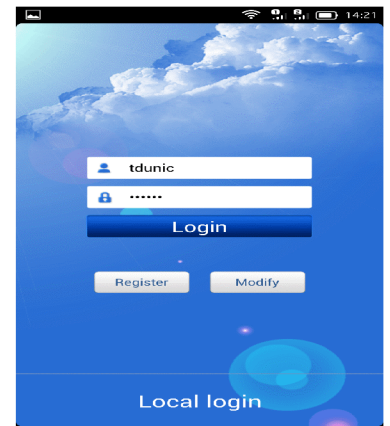 14:21
tdunic
••••••
Login
Register Modify
Local login